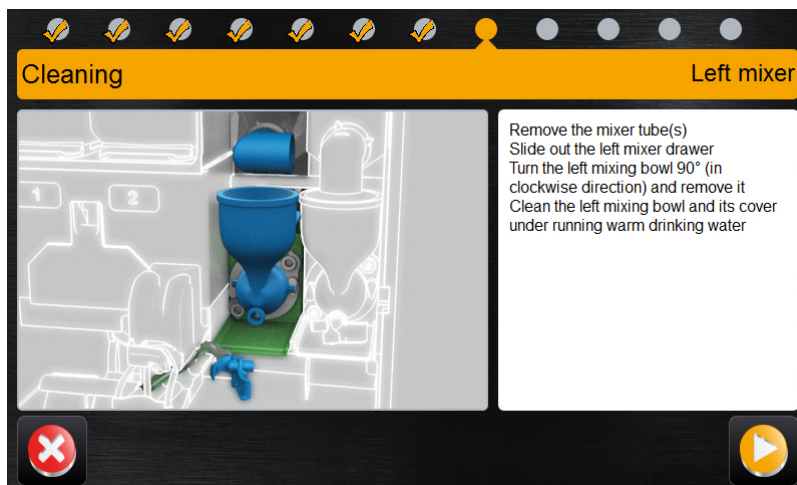 Cleaning
Left mixer
1
2
Remove the mixer tube(s)
Slide out the left mixer drawer
Turn the left mixing bowl 90° (in
clockwise direction) and remove it
Clean the left mixing bowl and its cover
under running warm drinking water